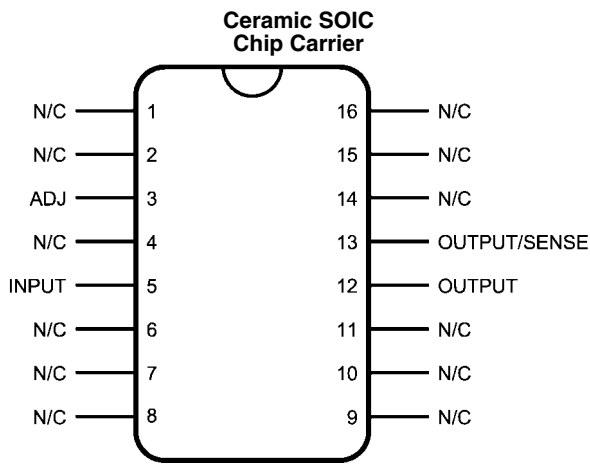 Ceramic SOIC
Chip Carrier
N/C 1 16 N/C
N/C 2 15 N/C
ADJ 3 14 N/C
N/C 4 13 OUTPUT/SENSE
INPUT 5 12 OUTPUT
N/C 6 11 N/C
N/C 7 10 N/C
N/C 8 9 N/C